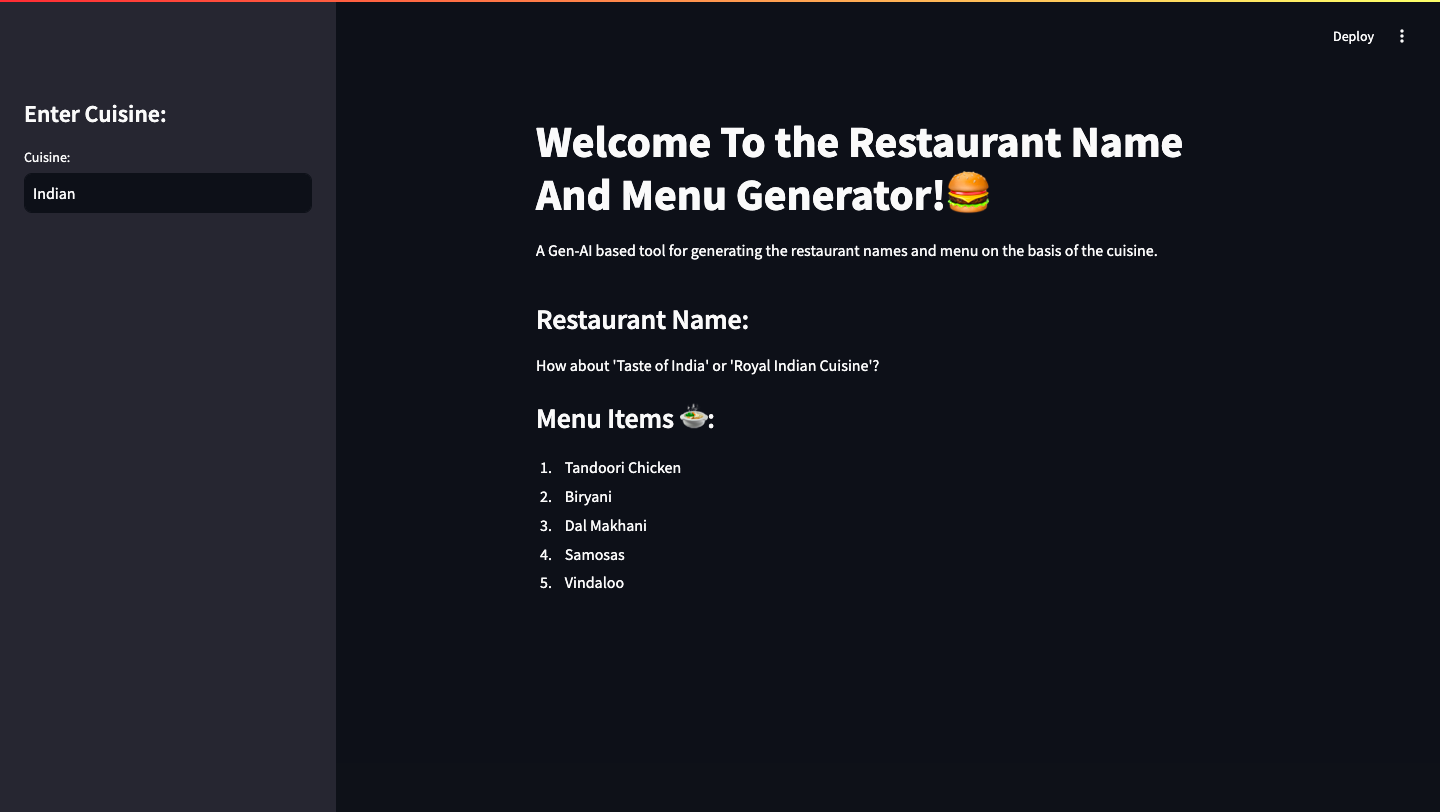 Deploy
Enter Cuisine:
Cuisine:
Indian
Welcome To the Restaurant Name
And Menu Generator!🍔
A Gen-AI based tool for generating the restaurant names and menu on the basis of the cuisine.
Restaurant Name:
How about 'Taste of India' or 'Royal Indian Cuisine'?
Menu Items 🍲:
1. Tandoori Chicken
2. Biryani
3. Dal Makhani
4. Samosas
5. Vindaloo